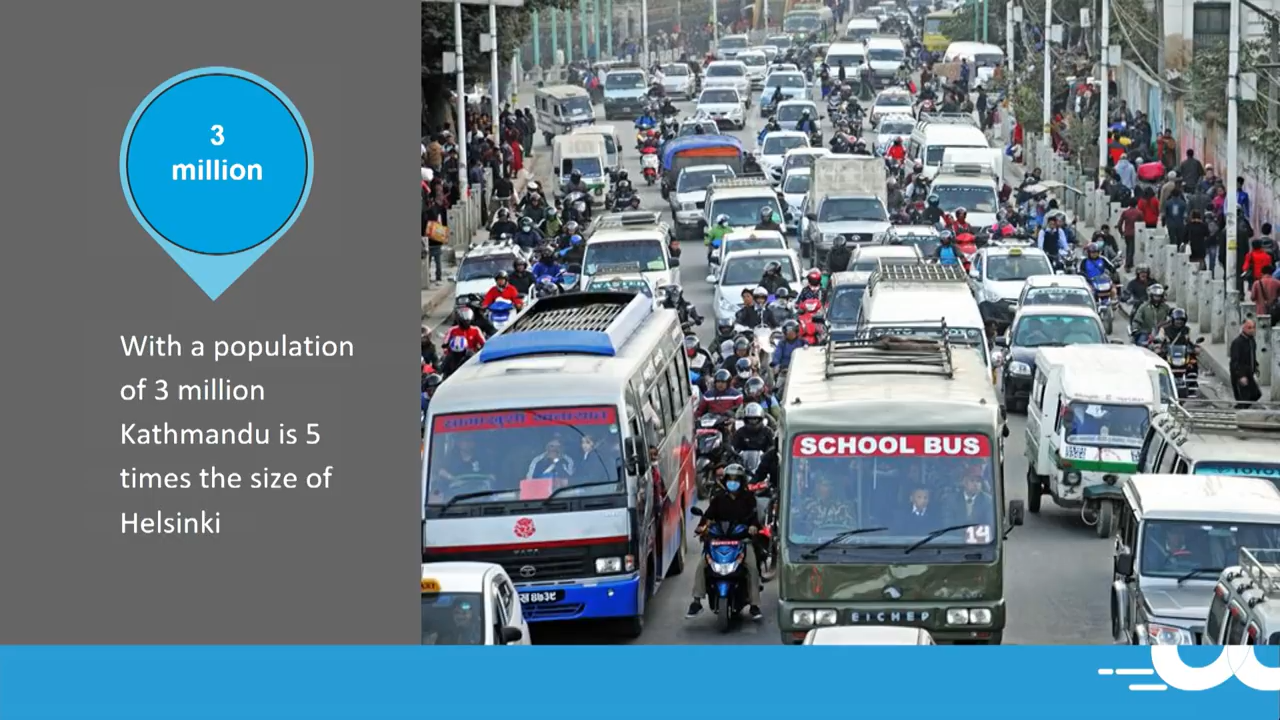 3
million
With a population
of 3 million
Kathmandu is 5
times the size of
Helsinki
SCHOOL BUS
14
TATA
EICHER